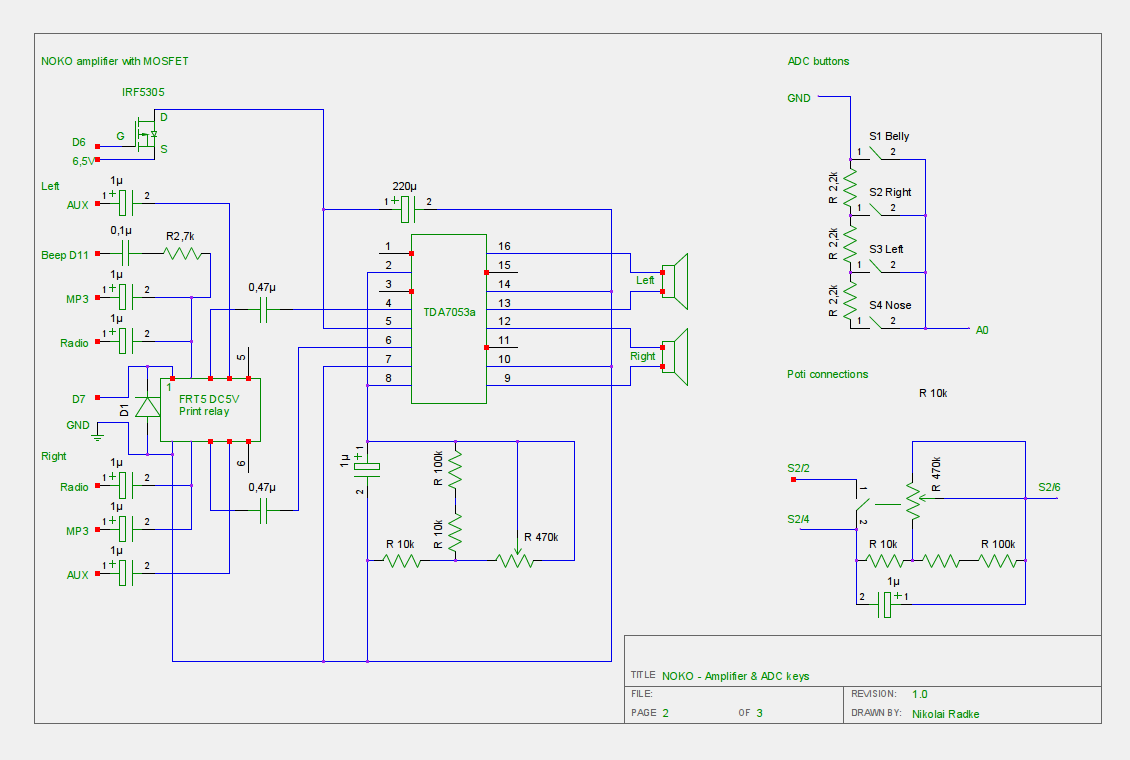 NOKO amplifier with MOSFET
IRF5305
D
G
S
D6
6,5V
Left
1µ
AUX 1 + 2
0,1µ
Beep D11
R2,7k
1µ
MP3 1 + 2
1µ
Radio 1 + 2
0,47µ
5
D7
1
D1
FRT5 DC5V
Print relay
GND
Right
6
1µ
Radio 1 + 2
1µ
MP3 1 + 2
1µ
AUX 1 + 2
0,47µ
220µ
1 + 2
1 16
2 15
3 14
4 13
TDA7053a
5 12
6 11
7 10
8 9
Left
Right
1µ
1
+
2
R 100k
R 10k
R 10k
R 470k
ADC buttons
GND
S1 Belly
1 2
R 2,2k
S2 Right
1 2
R 2,2k
S3 Left
1 2
R 2,2k
S4 Nose
1 2
A0
Poti connections
R 10k
S2/2
1
R 470k
S2/6
S2/4
2
R 10k
R 100k
1µ
2 + 1
TITLE NOKO - Amplifier & ADC keys
FILE:
REVISION: 1.0
PAGE 2 OF 3
DRAWN BY: Nikolai Radke